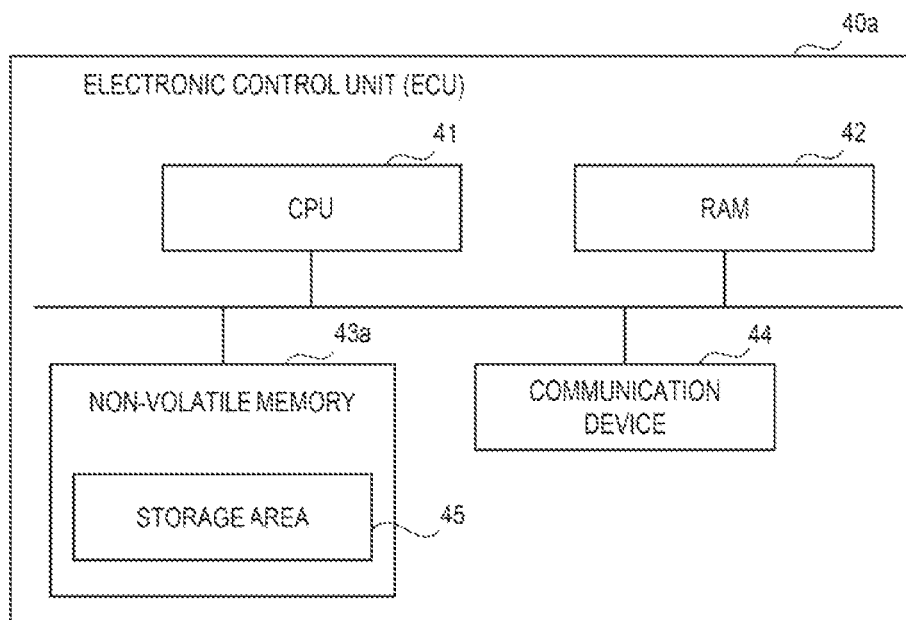 40a
ELECTRONIC CONTROL UNIT (ECU)
41
42
CPU
RAM
43a
44
NON-VOLATILE MEMORY
COMMUNICATION
DEVICE
STORAGE AREA
45